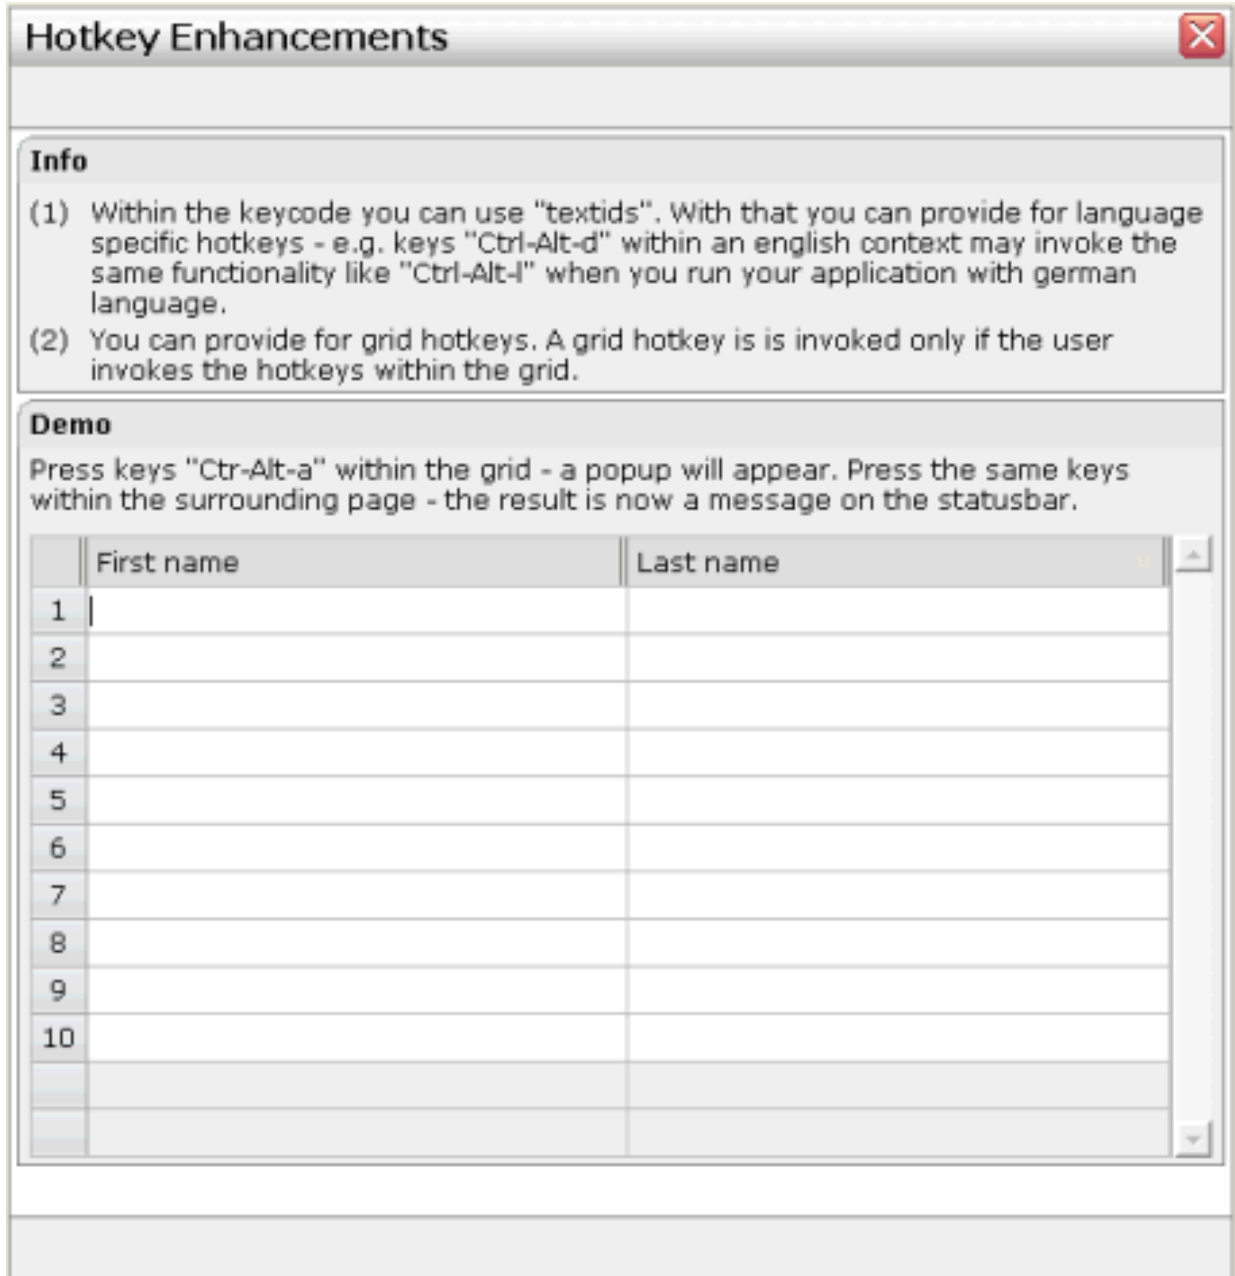 Hotkey Enhancements
Info
(1) Within the keycode you can use "textids". With that you can provide for language
specific hotkeys - e.g. keys "Ctrl-Alt-d" within an english context may invoke the
same functionality like "Ctrl-Alt-l" when you run your application with german
language.
(2) You can provide for grid hotkeys. A grid hotkey is is invoked only if the user
invokes the hotkeys within the grid.
Demo
Press keys "Ctr-Alt-a" within the grid - a popup will appear. Press the same keys
within the surrounding page - the result is now a message on the statusbar.
First name Last name
1
2
3
4
5
6
7
8
9
10